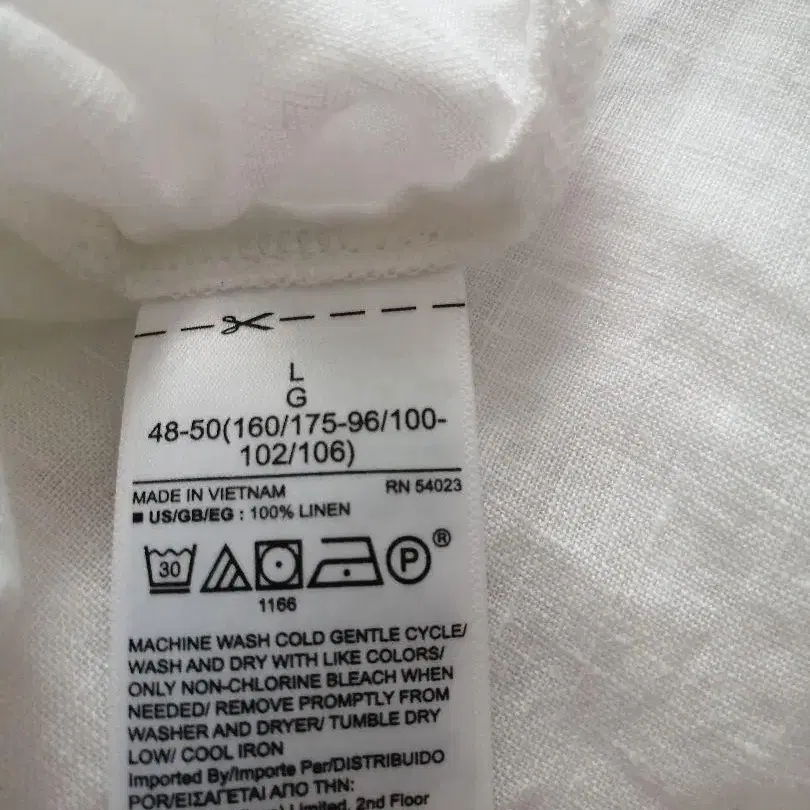 L
G
48-50(160/175-96/100-
102/106)
MADE IN VIETNAM RN 54023
US/GB/EG : 100% LINEN
30 P ®
1166
MACHINE WASH COLD GENTLE CYCLE/
WASH AND DRY WITH LIKE COLORS/
ONLY NON-CHLORINE BLEACH WHEN
NEEDED/ REMOVE PROMPTLY FROM
WASHER AND DRYER/ TUMBLE DRY
LOW/ COOL IRON
Imported By/Importe Par/DISTRIBUIDO
POR/ΕΙΣΑΓΕΤΑΙ ΑΠΟ ΤΗΝ:
Limited, 2nd Floor